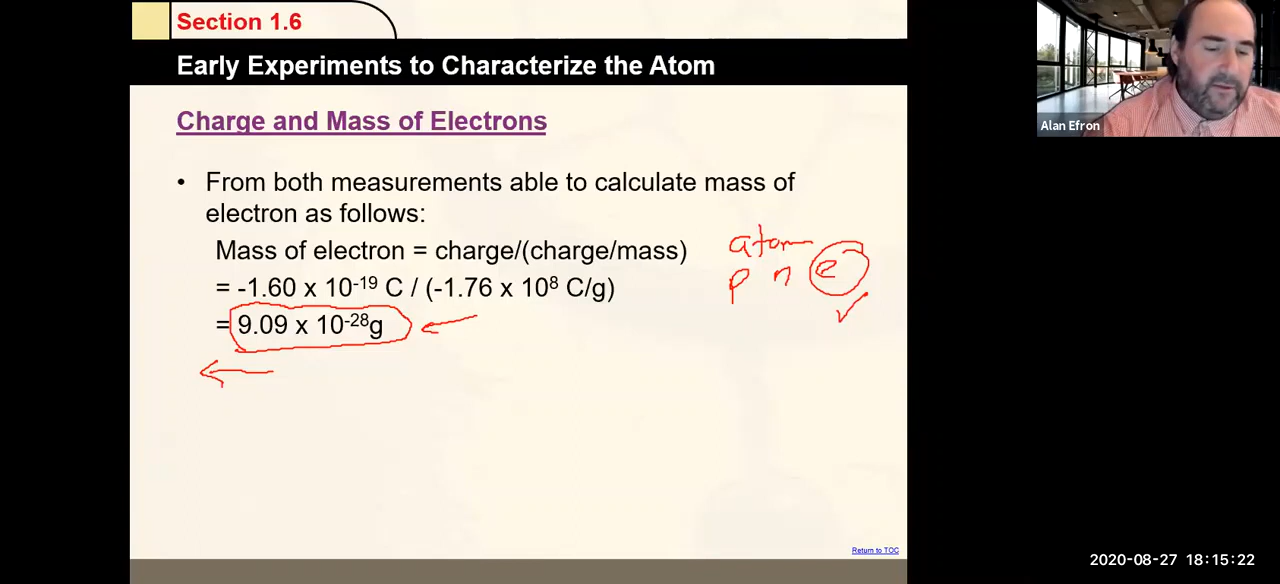 Section 1.6
Early Experiments to Characterize the Atom
Charge and Mass of Electrons
• From both measurements able to calculate mass of
electron as follows:
Mass of electron = charge/(charge/mass)
= -1.60 x 10⁻¹⁹ C / (-1.76 x 10⁸ C/g)
= 9.09 x 10⁻²⁸g
atom
p n e⁻
Return to TOC
Alan Efron
2020-08-27 18:15:22